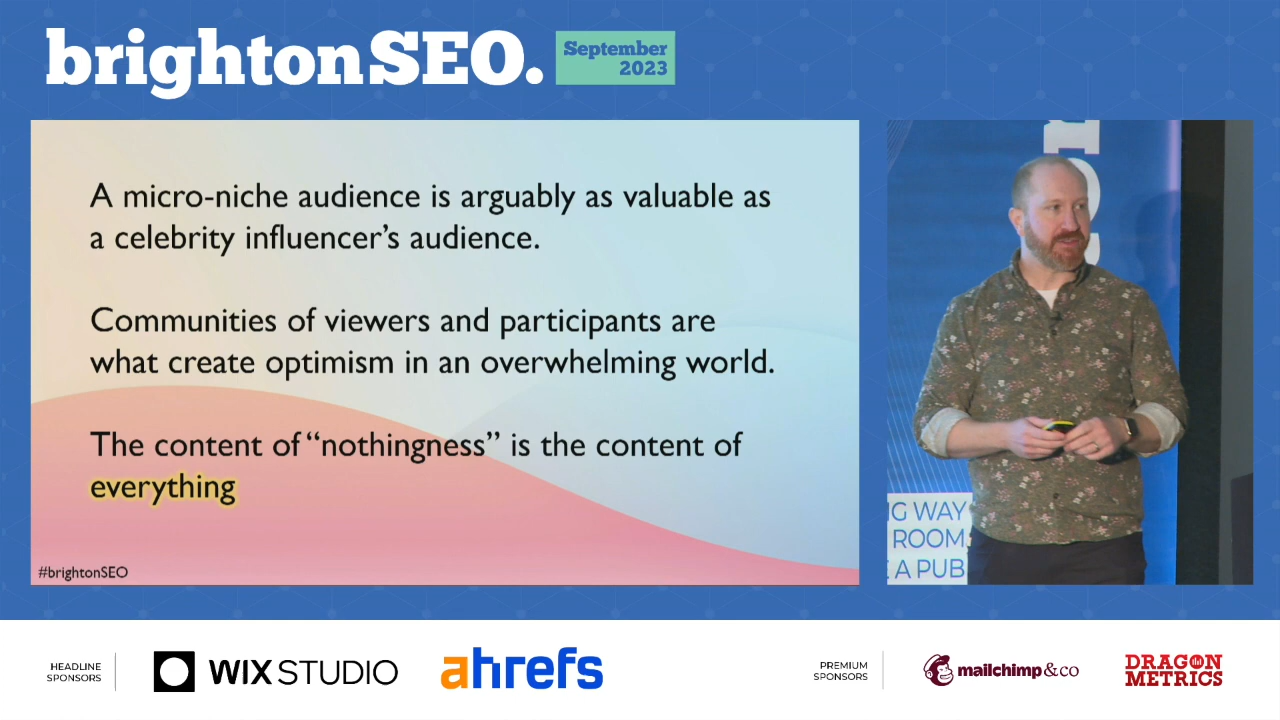 brightonSEO.
September
2023
A micro-niche audience is arguably as valuable as
a celebrity influencer's audience.
Communities of viewers and participants are
what create optimism in an overwhelming world.
The content of “nothingness” is the content of
everything
#brightonSEO
G WAY
ROOM
A PUB
HEADLINE
SPONSORS
WIX STUDIO
ahrefs
PREMIUM
SPONSORS
mailchimp&co
DRAGON
METRICS